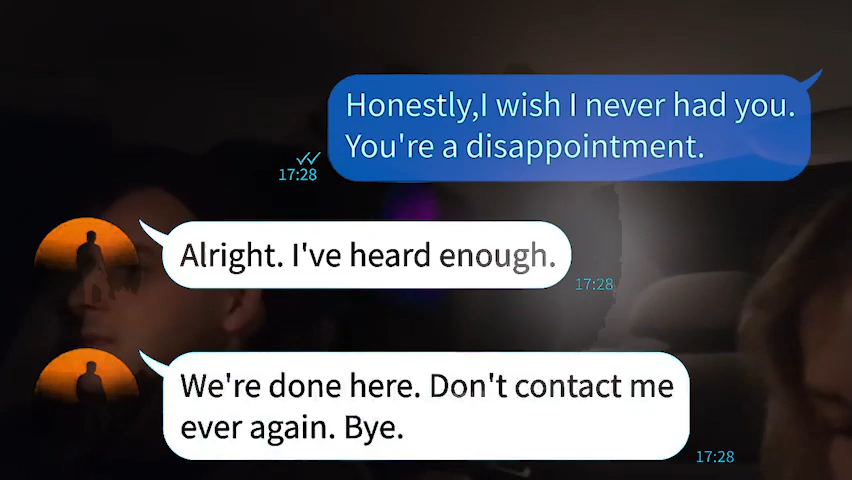 Honestly,I wish I never had you.
You're a disappointment.
17:28
Alright. I've heard enough.
17:28
We're done here. Don't contact me
ever again. Bye.
17:28